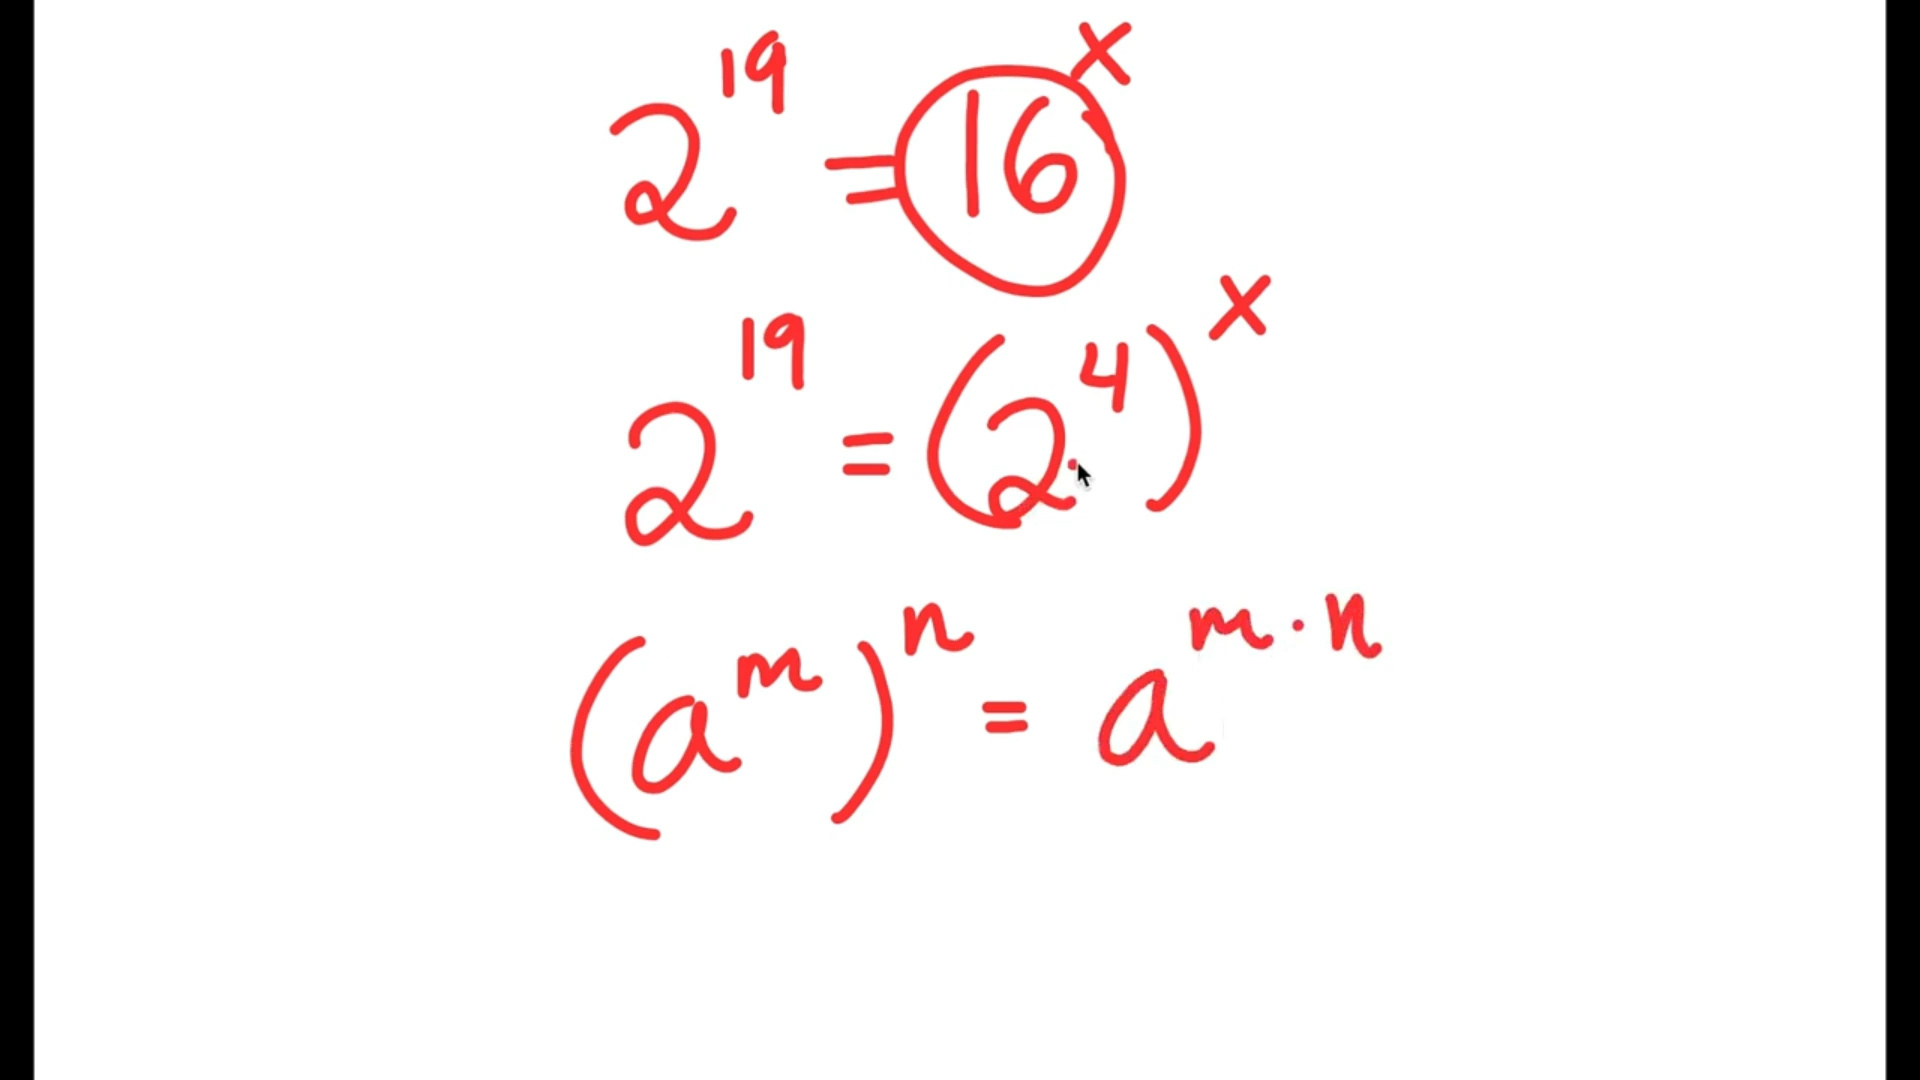 2^19 = 16^x
2^19 = (2^4)^x
(a^m)^n = a^m·n